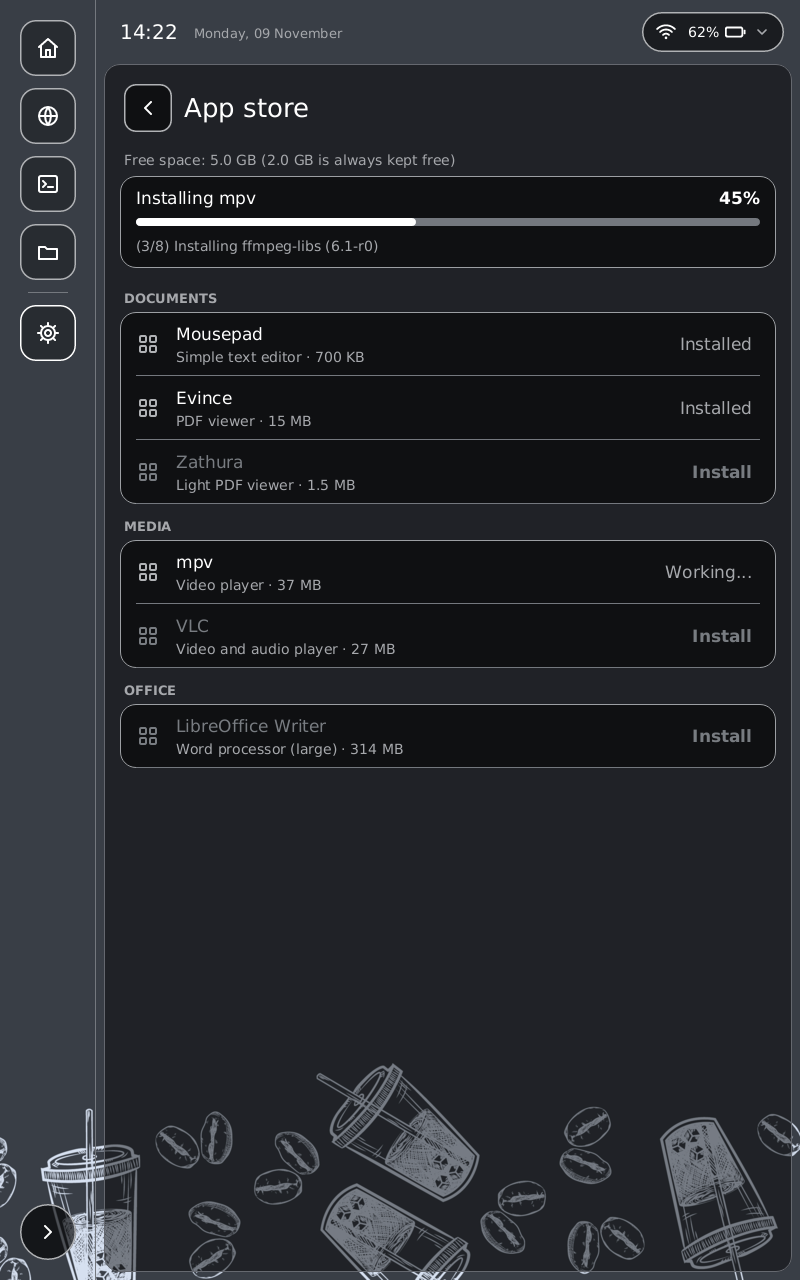 14:22 Monday, 09 November 62%
App store
Free space: 5.0 GB (2.0 GB is always kept free)
Installing mpv 45%
(3/8) Installing ffmpeg-libs (6.1-r0)
DOCUMENTS
Mousepad
Simple text editor · 700 KB
Installed
Evince
PDF viewer · 15 MB
Installed
Zathura
Light PDF viewer · 1.5 MB
Install
MEDIA
mpv
Video player · 37 MB
Working...
VLC
Video and audio player · 27 MB
Install
OFFICE
LibreOffice Writer
Word processor (large) · 314 MB
Install